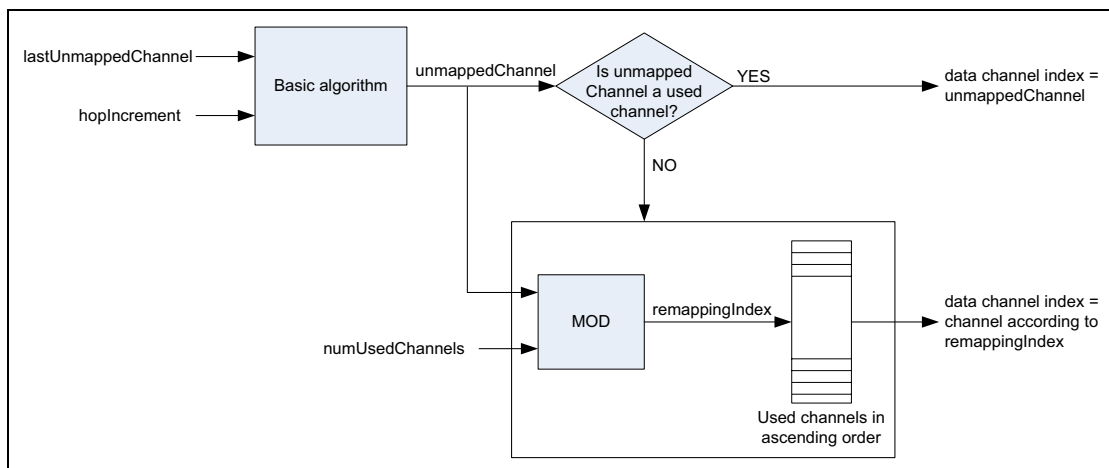 lastUnmappedChannel
hopIncrement
Basic algorithm
unmappedChannel
Is unmapped
Channel a used
channel?
YES
data channel index =
unmappedChannel
NO
numUsedChannels
MOD
remappingIndex
Used channels in
ascending order
data channel index =
channel according to
remappingIndex